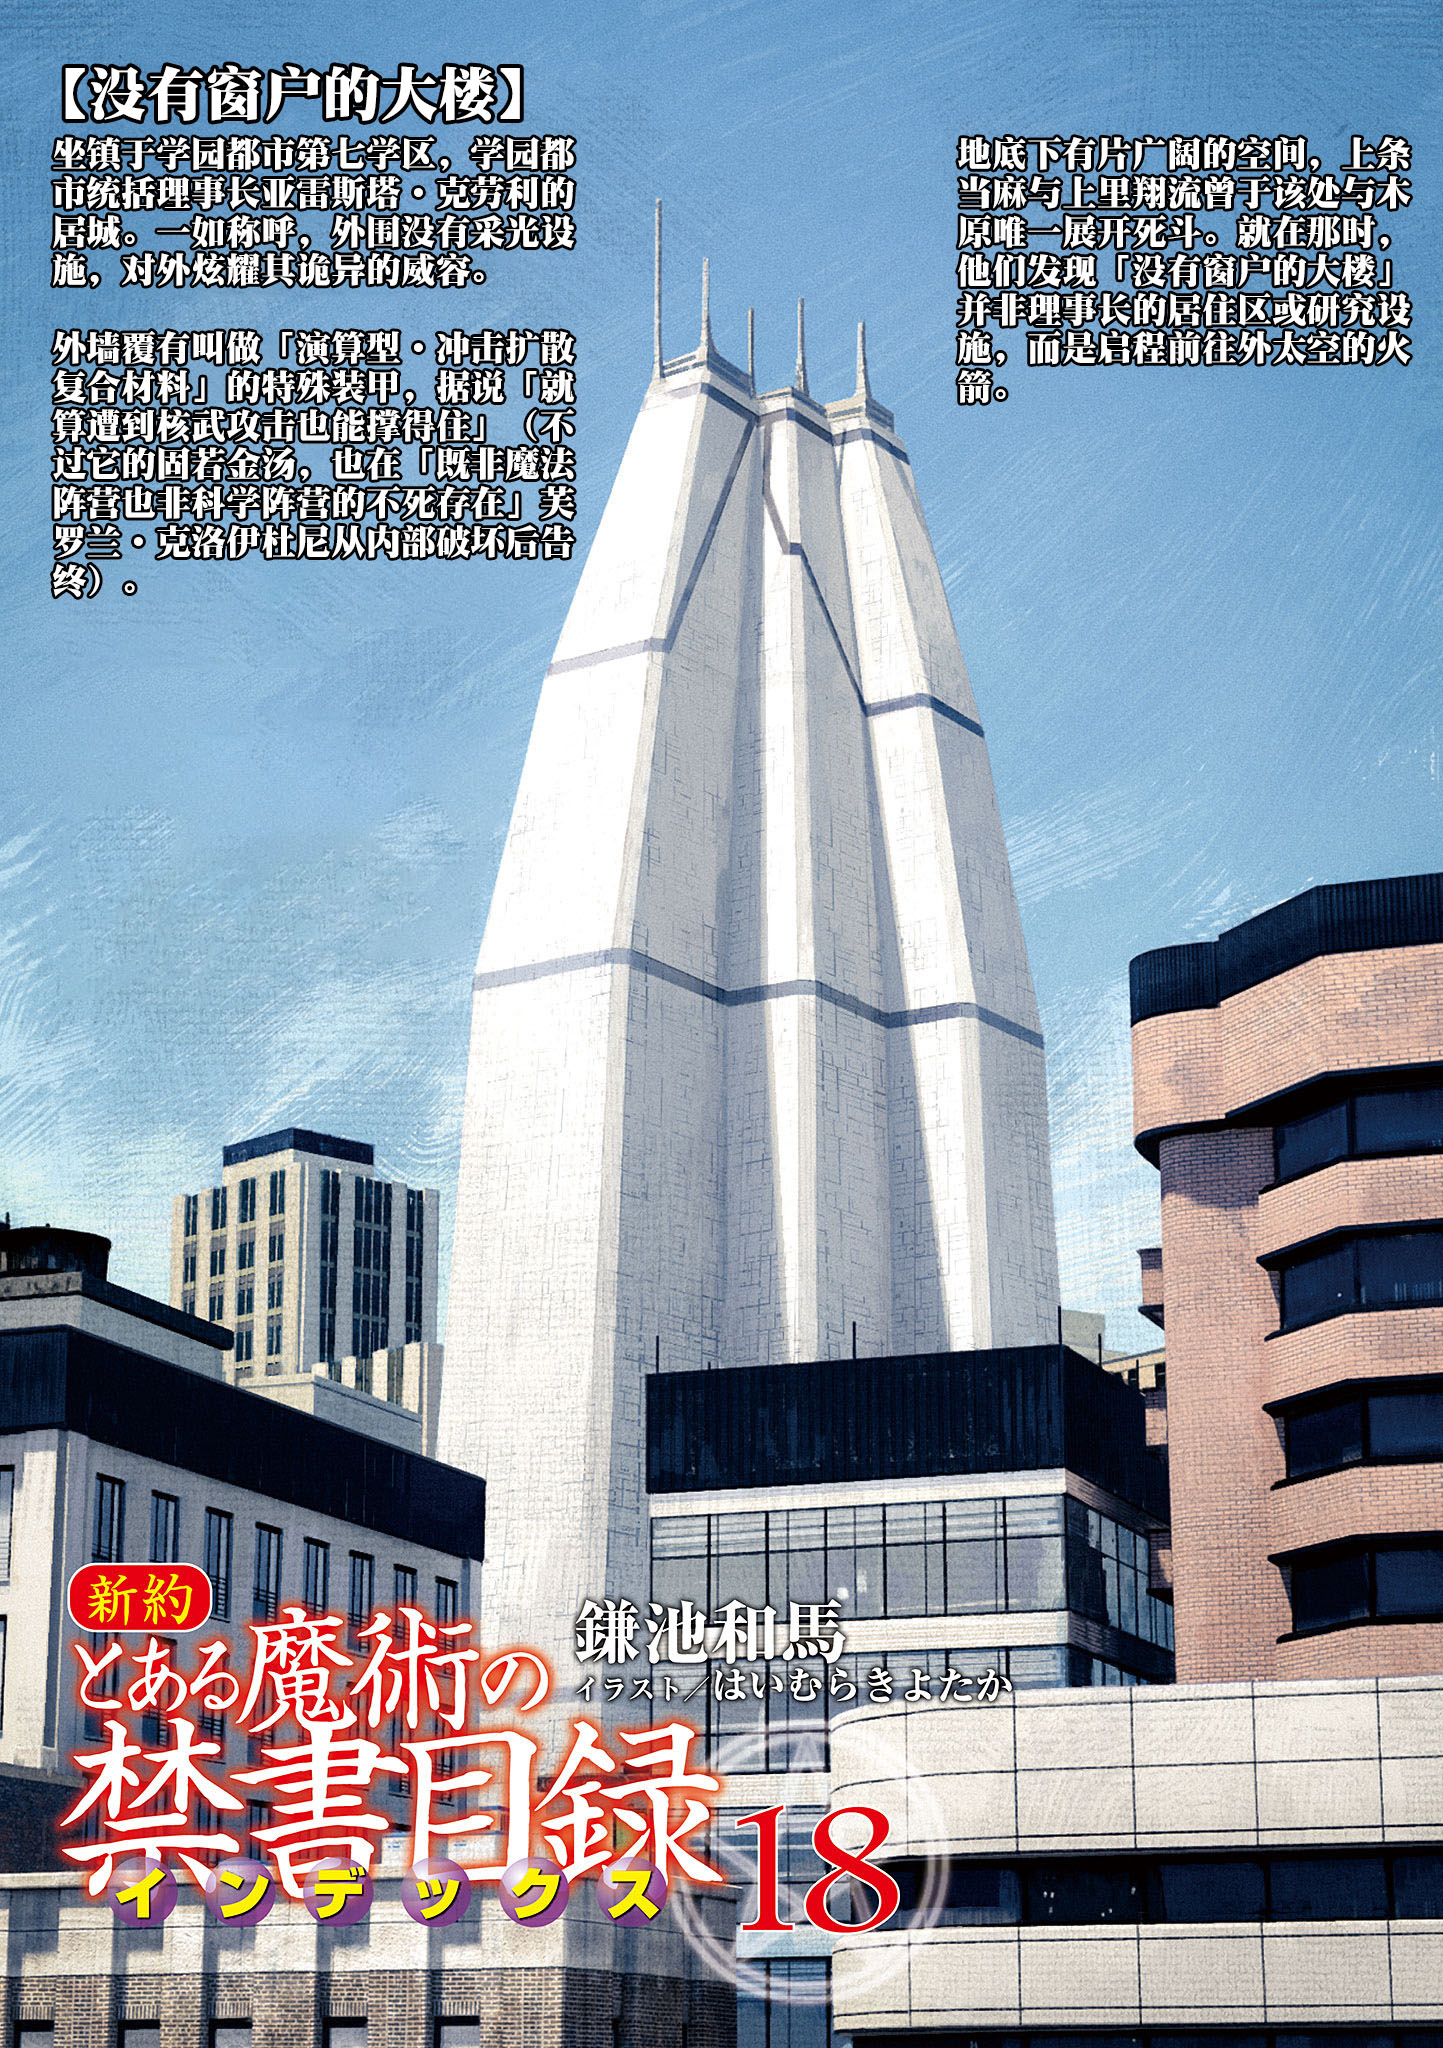 【没有窗户的大楼】
坐镇于学园都市第七学区，学园都
市统括理事长亚雷斯塔・克劳利的
居城。一如称呼，外围没有采光设
施，对外炫耀其诡异的威容。
外墙覆有叫做「演算型・冲击扩散
复合材料」的特殊装甲，据说「就
算遭到核武攻击也能撑得住」（不
过它的固若金汤，也在「既非魔法
阵营也非科学阵营的不死存在」芙
罗兰・克洛伊杜尼从内部破坏后告
终）。
地底下有片广阔的空间，上条
当麻与上里翔流曾于该处与木
原唯一展开死斗。就在那时，
他们发现「没有窗户的大楼」
并非理事长的居住区或研究设
施，而是启程前往外太空的火
箭。
新約
とある魔術の
禁書目録
インデックス
18
鎌池和馬
イラスト／はいむらきよたか